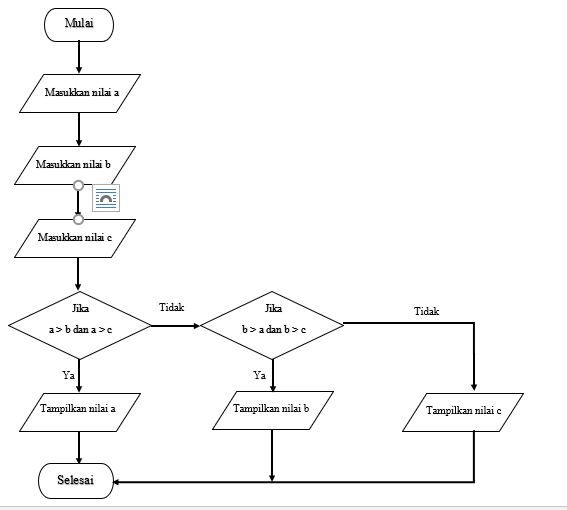 Mulai
Masukkan nilai a
Masukkan nilai b
Masukkan nilai c
Jika
a > b dan a > c
Tidak
Jika
b > a dan b > c
Tidak
Ya
Ya
Tampilkan nilai a
Tampilkan nilai b
Tampilkan nilai c
Selesai